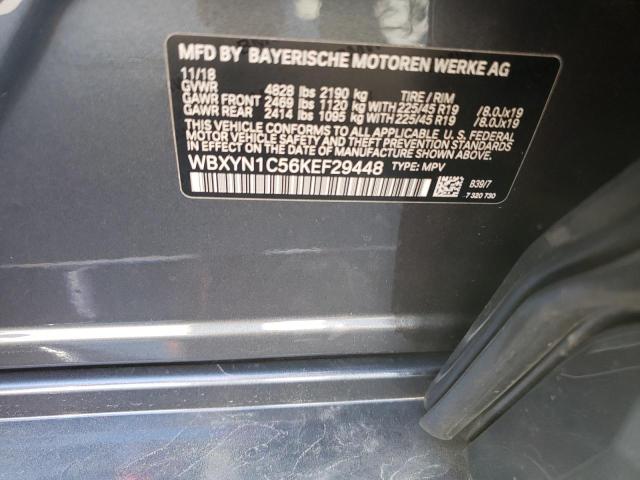 MFD BY BAYERISCHE MOTOREN WERKE AG
11/18
GVWR 4828 lbs 2190 kg TIRE / RIM
GAWR FRONT 2469 lbs 1120 kg WITH 225/45 R19 /8.0Jx19
GAWR REAR 2414 lbs 1095 kg WITH 225/45 R19 /8.0Jx19
THIS VEHICLE CONFORMS TO ALL APPLICABLE U. S. FEDERAL
MOTOR VEHICLE SAFETY, BUMPER, AND THEFT PREVENTION STANDARDS
IN EFFECT ON THE DATE OF MANUFACTURE SHOWN ABOVE.
WBXYN1C56KEF29448 TYPE: MPV
B39/7
7 320 730